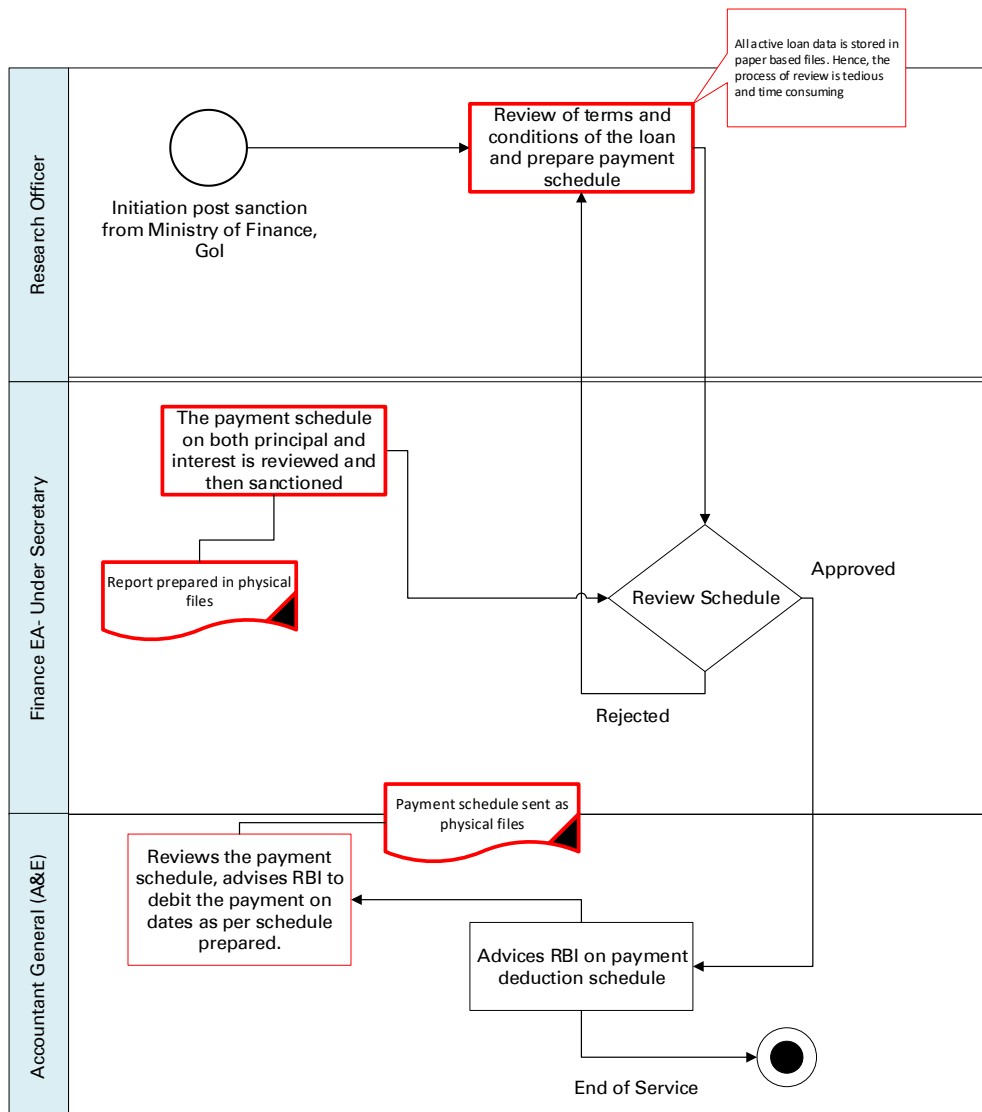 All active loan data is stored in
paper based files. Hence, the
process of review is tedious
and time consuming
Research Officer
Review of terms and
conditions of the loan
and prepare payment
schedule
Initiation post sanction
from Ministry of Finance,
GoI
Finance EA- Under Secretary
The payment schedule
on both principal and
interest is reviewed and
then sanctioned
Report prepared in physical
files
Approved
Review Schedule
Rejected
Accountant General (A&E)
Payment schedule sent as
physical files
Reviews the payment
schedule, advises RBI to
debit the payment on
dates as per schedule
prepared.
Advices RBI on payment
deduction schedule
End of Service